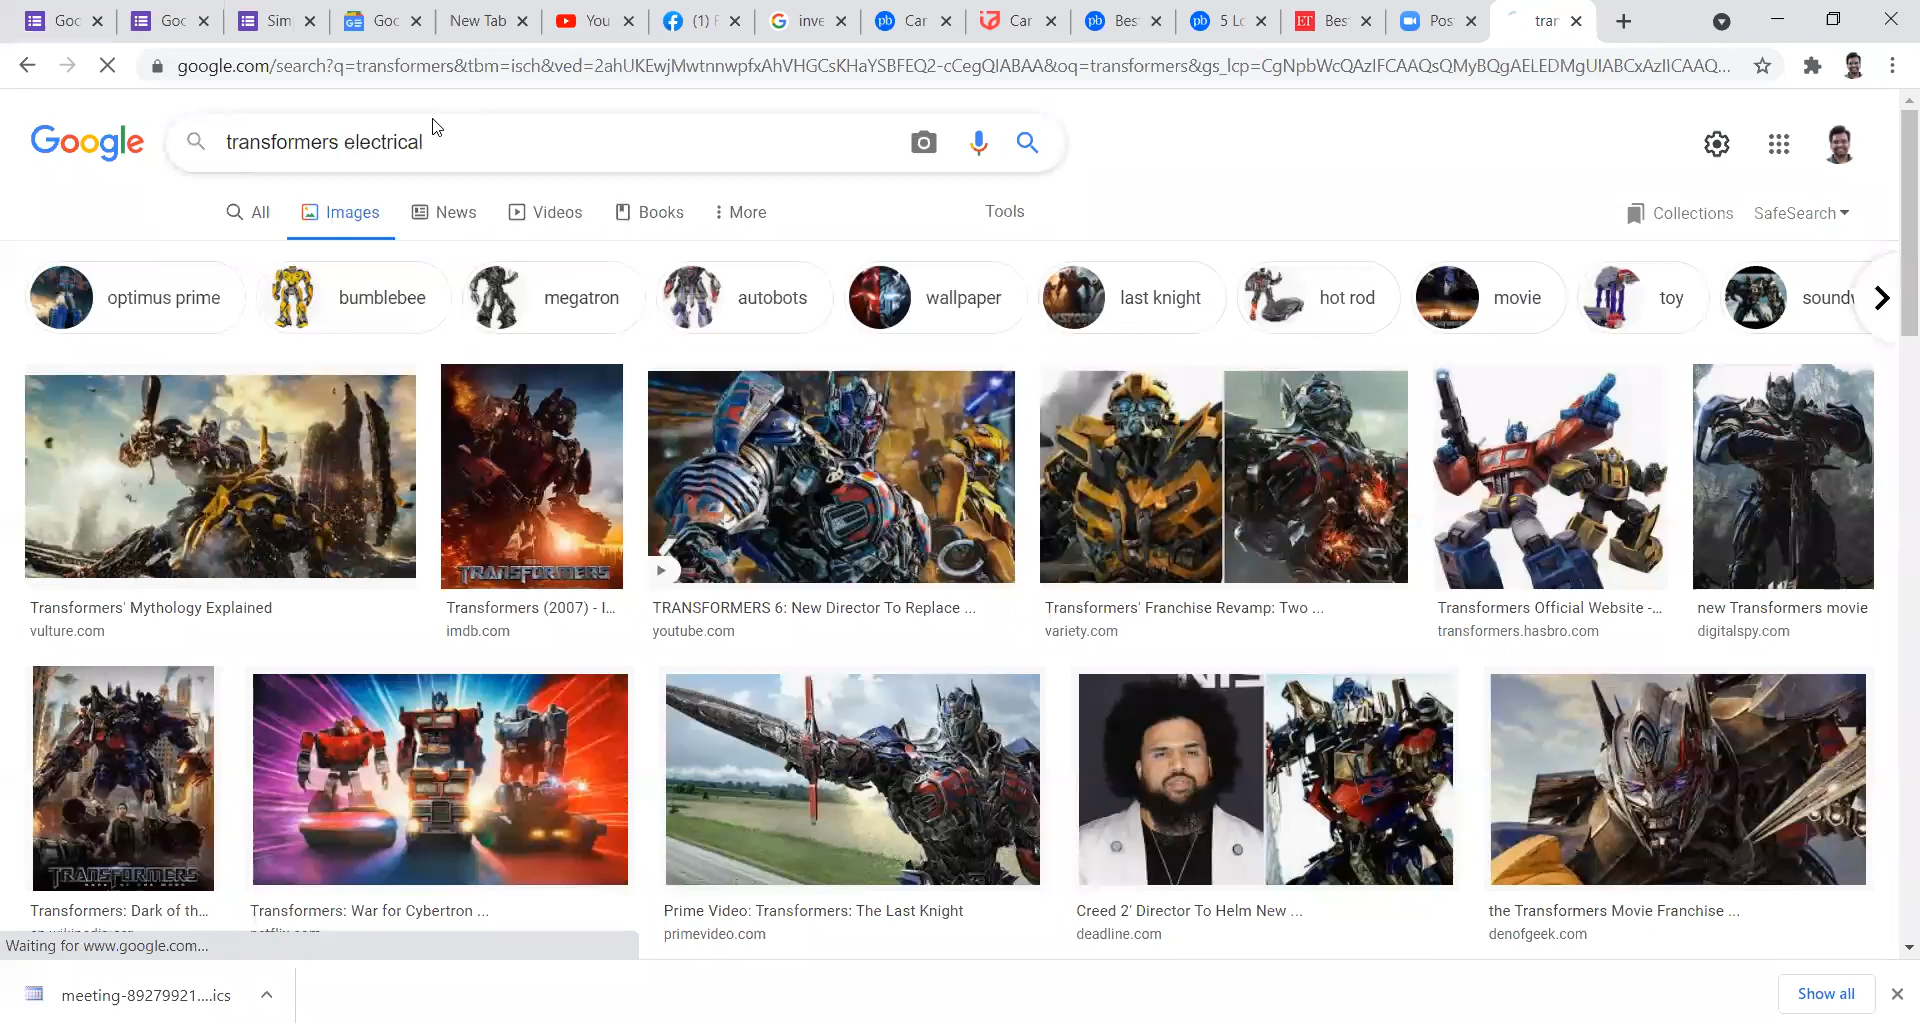 Goc Goc Sim Goc New Tab You (1) F inve Car Car Bes 5 Lo Bes Pos tran
google.com/search?q=transformers&tbm=isch&ved=2ahUKEwjMwtnnwpfxAhVHGCsKHaYSBFEQ2-cCegQIABAA&oq=transformers&gs_lcp=CgNpbWcQAzIFCAAQsQMyBQgAELEDMgUIABCxAzIICAAQ...
Google transformers electrical
All Images News Videos Books More Tools Collections SafeSearch
optimus prime bumblebee megatron autobots wallpaper last knight hot rod movie toy soundw
TRANSFORMERS
Transformers' Mythology Explained Transformers (2007) - I... TRANSFORMERS 6: New Director To Replace ... Transformers' Franchise Revamp: Two ... Transformers Official Website -... new Transformers movie
vulture.com imdb.com youtube.com variety.com transformers.hasbro.com digitalspy.com
TRANSFORMERS
Transformers: Dark of th... Transformers: War for Cybertron ... Prime Video: Transformers: The Last Knight Creed 2' Director To Helm New ... the Transformers Movie Franchise ...
primevideo.com deadline.com denofgeek.com
Waiting for www.google.com...
meeting-89279921....ics Show all